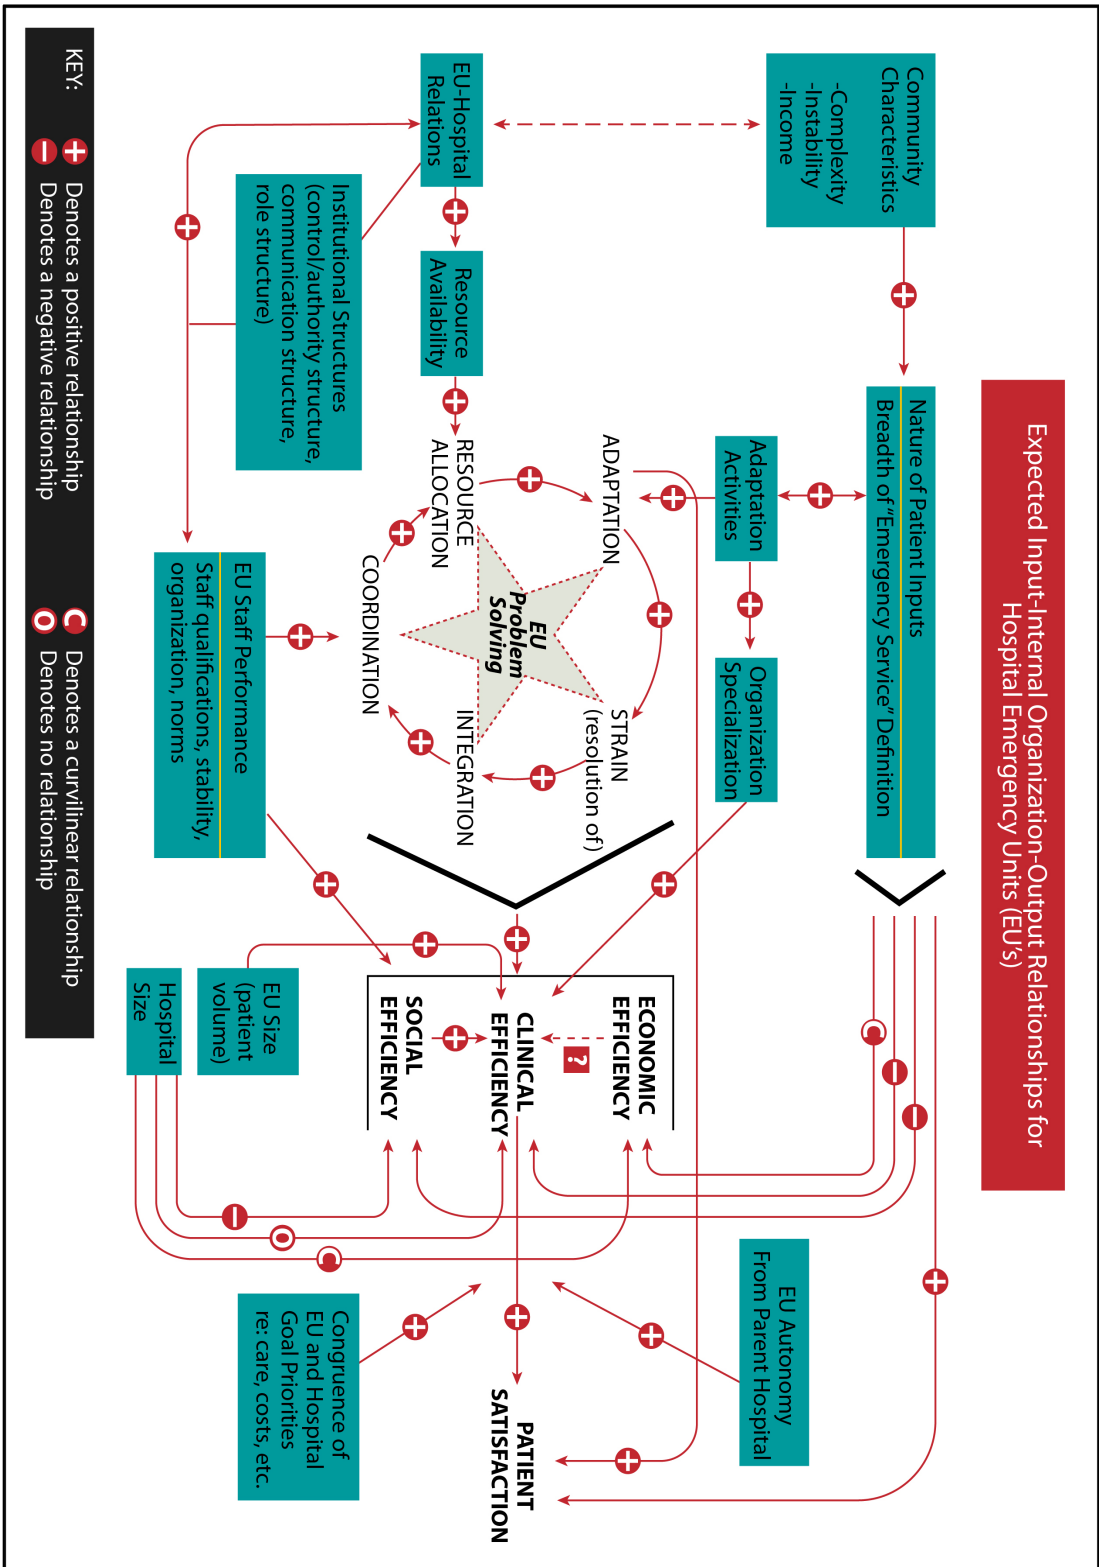 Expected Input-Internal Organization-Output Relationships for
Hospital Emergency Units (EU's)
Community
Characteristics
-Complexity
-Instability
-Income
+
Nature of Patient Inputs
Breadth of "Emergency Service" Definition
+
Adaptation
Activities
+
Organization
Specialization
+
+
C
−
−
+
EU Autonomy
From Parent Hospital
+
EU-Hospital
Relations
+
Resource
Availability
+
RESOURCE
ALLOCATION
+
ADAPTATION
+
STRAIN
(resolution of)
+
INTEGRATION
+
COORDINATION
+
EU
Problem
Solving
+
ECONOMIC
EFFICIENCY
?
CLINICAL
EFFICIENCY
+
SOCIAL
EFFICIENCY
+
+
PATIENT
SATISFACTION
Institutional Structures
(control/authority structure,
communication structure,
role structure)
+
EU Staff Performance
Staff qualifications, stability,
organization, norms
+
+
EU Size
(patient
volume)
+
Hospital
Size
−
O
C
Congruence of
EU and Hospital
Goal Priorities
re: care, costs, etc.
+
KEY:
+ Denotes a positive relationship
− Denotes a negative relationship
C Denotes a curvilinear relationship
O Denotes no relationship